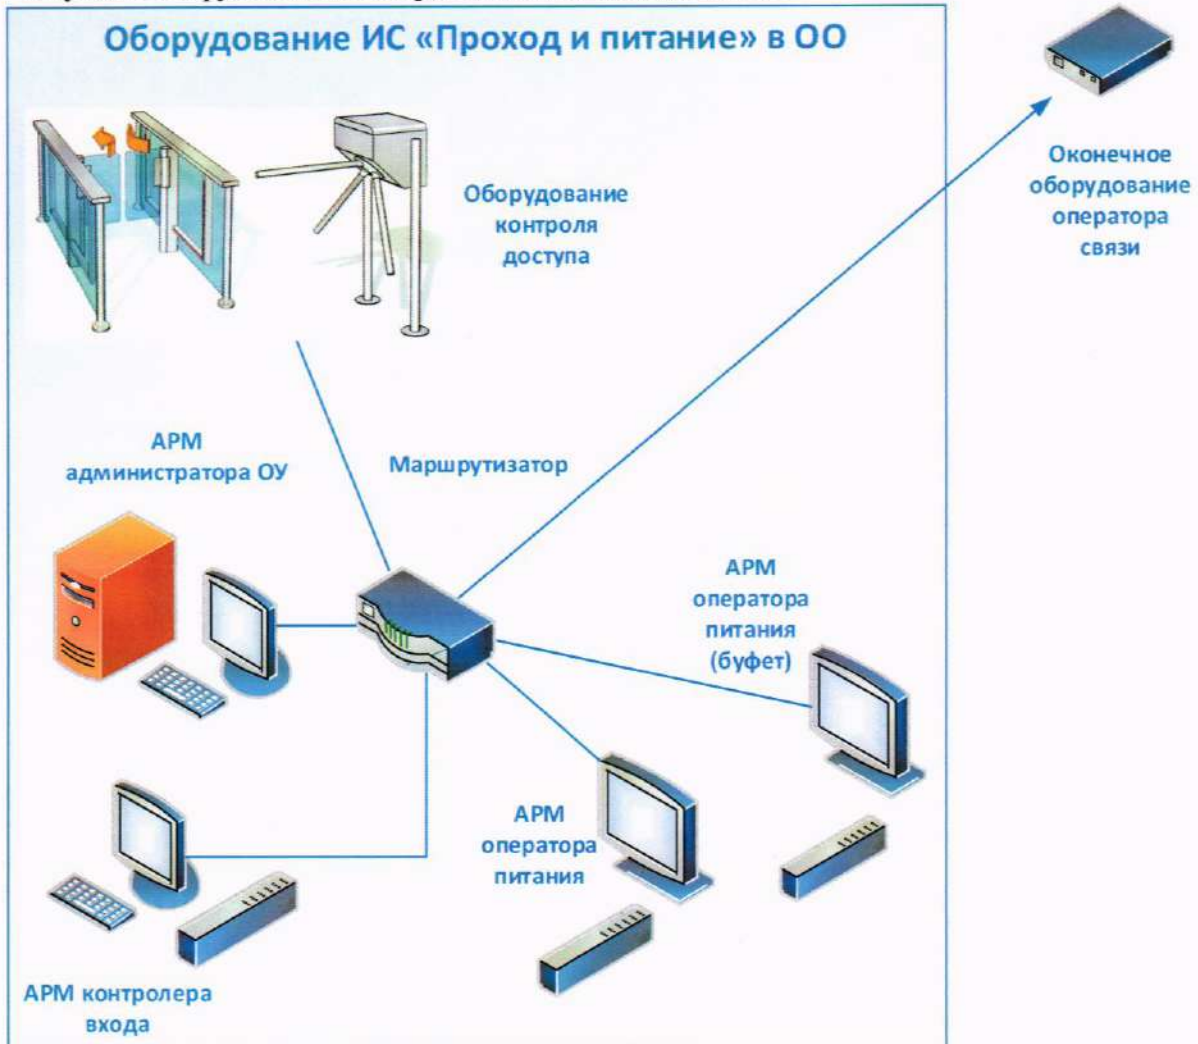 Оборудование ИС «Проход и питание» в ОО
Оборудование
контроля
доступа
Оконечное
оборудование
оператора
связи
АРМ
администратора ОУ
Маршрутизатор
АРМ
оператора
питания
(буфет)
АРМ
оператора
питания
АРМ контролера
входа